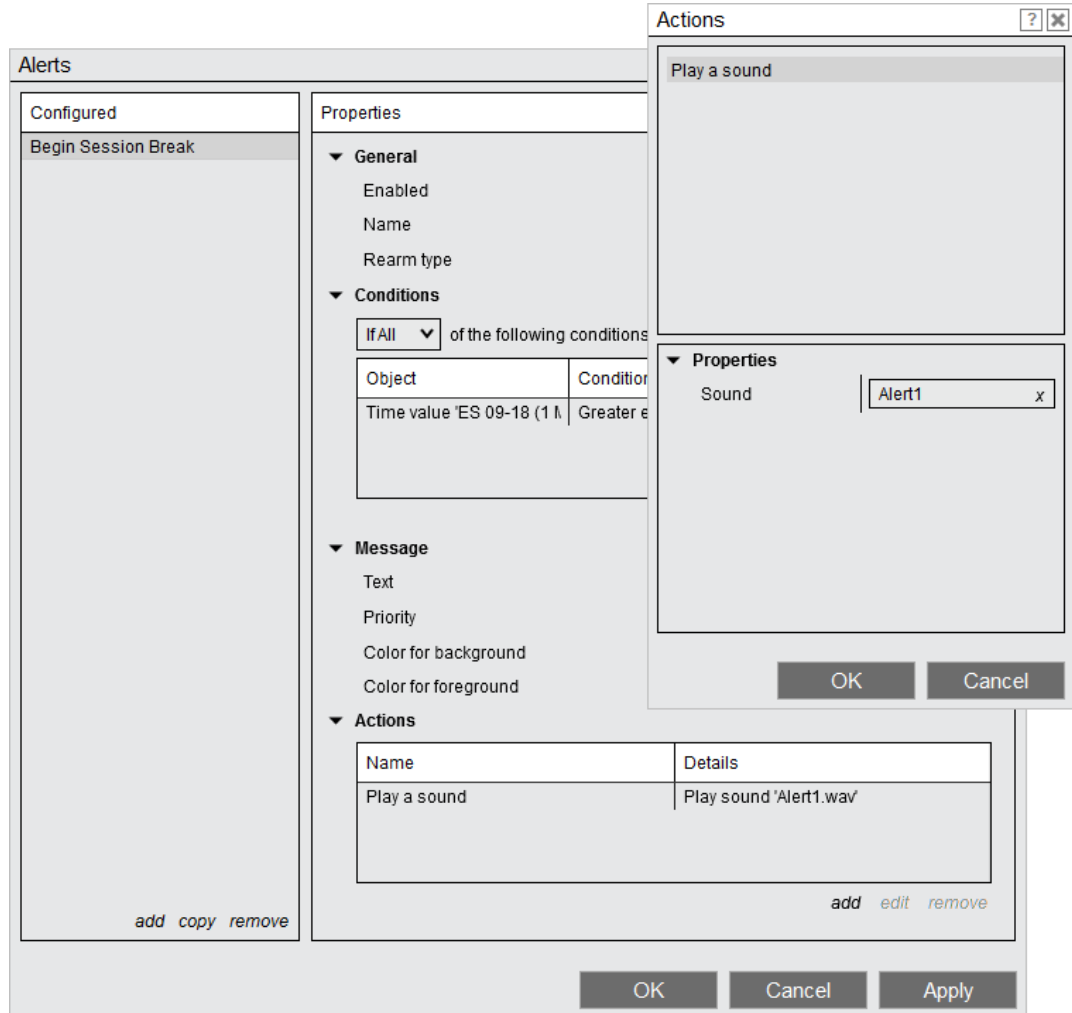 Actions
? x
Play a sound
Properties
Sound Alert1 x
OK Cancel
Alerts
Configured
Begin Session Break
add copy remove
Properties
General
Enabled
Name
Rearm type
Conditions
If All of the following conditions
Object Condition
Time value 'ES 09-18 (1 M Greater e
Message
Text
Priority
Color for background
Color for foreground
Actions
Name Details
Play a sound Play sound 'Alert1.wav'
add edit remove
OK Cancel Apply